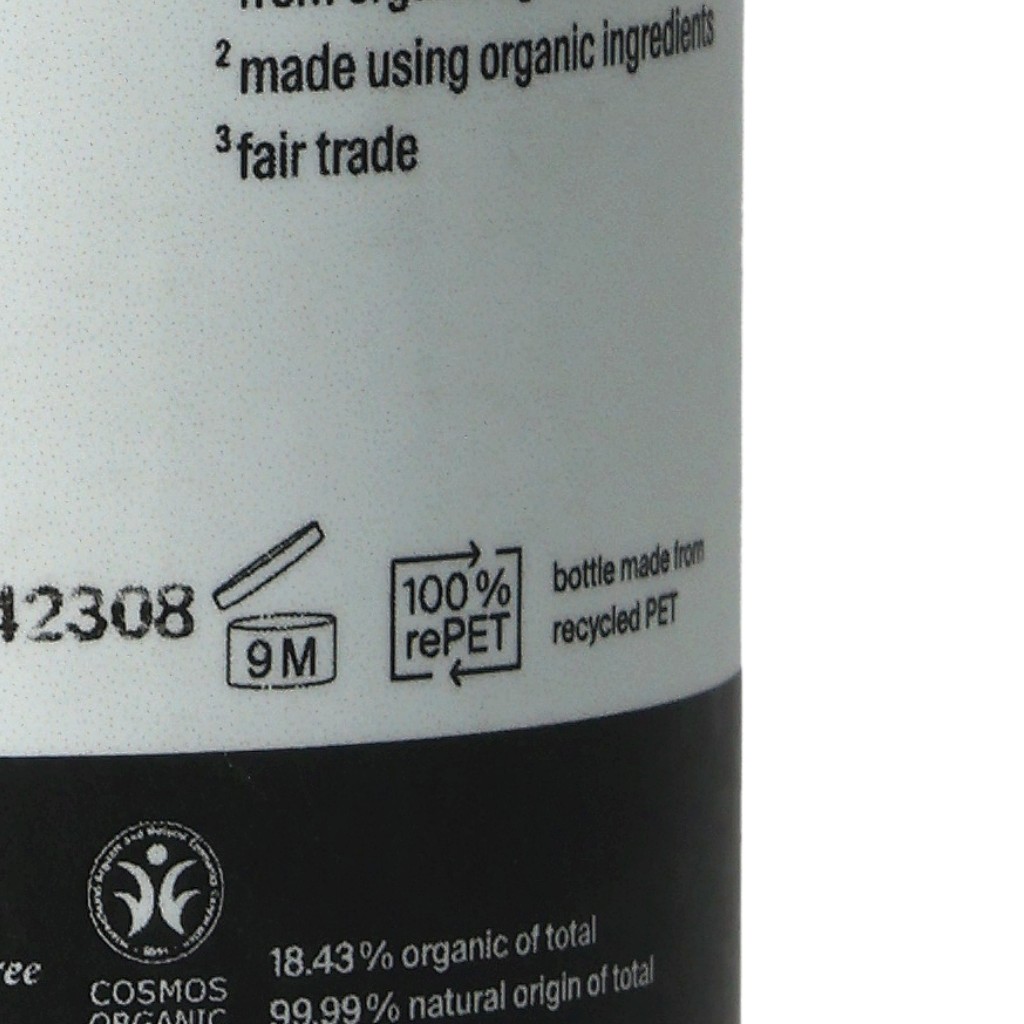 ² made using organic ingredients
³ fair trade
42308
9M
100%
rePET
bottle made from
recycled PET
COSMOS
ORGANIC
18.43% organic of total
99.99% natural origin of total